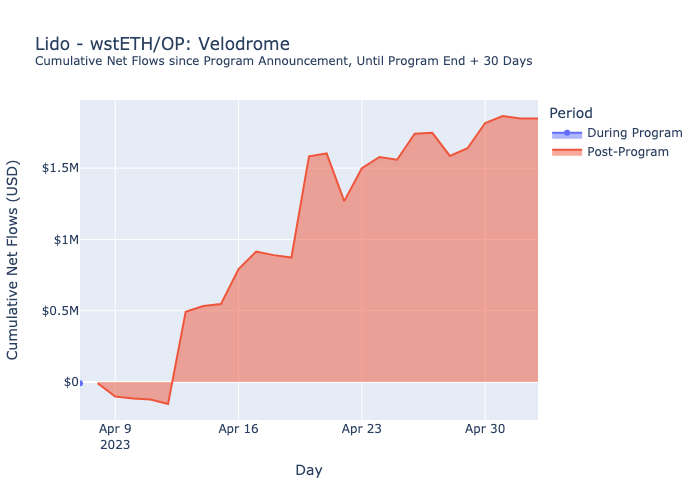 Lido - wstETH/OP: Velodrome
Cumulative Net Flows since Program Announcement, Until Program End + 30 Days
Period
During Program
Post-Program
Cumulative Net Flows (USD)
$1.5M
$1M
$0.5M
$0
Apr 9
2023
Apr 16
Apr 23
Apr 30
Day